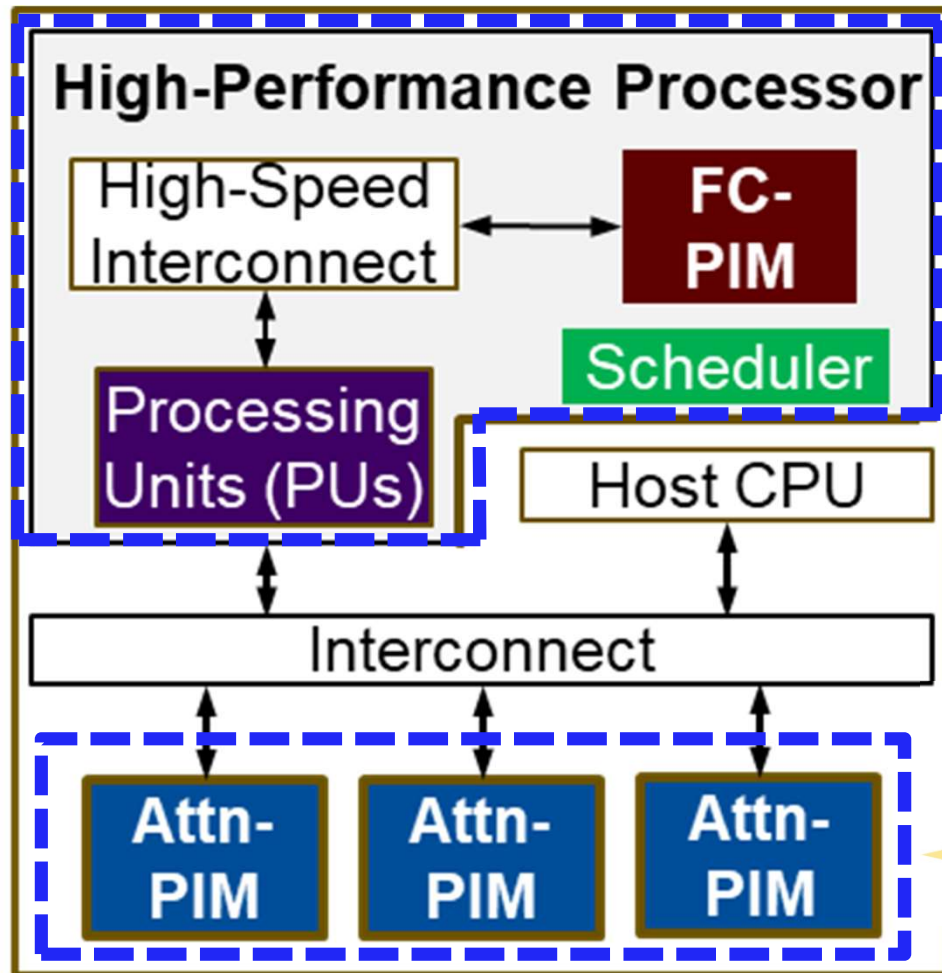 High-Performance Processor
High-Speed
Interconnect
FC-
PIM
Scheduler
Processing
Units (PUs)
Host CPU
Interconnect
Attn-
PIM
Attn-
PIM
Attn-
PIM